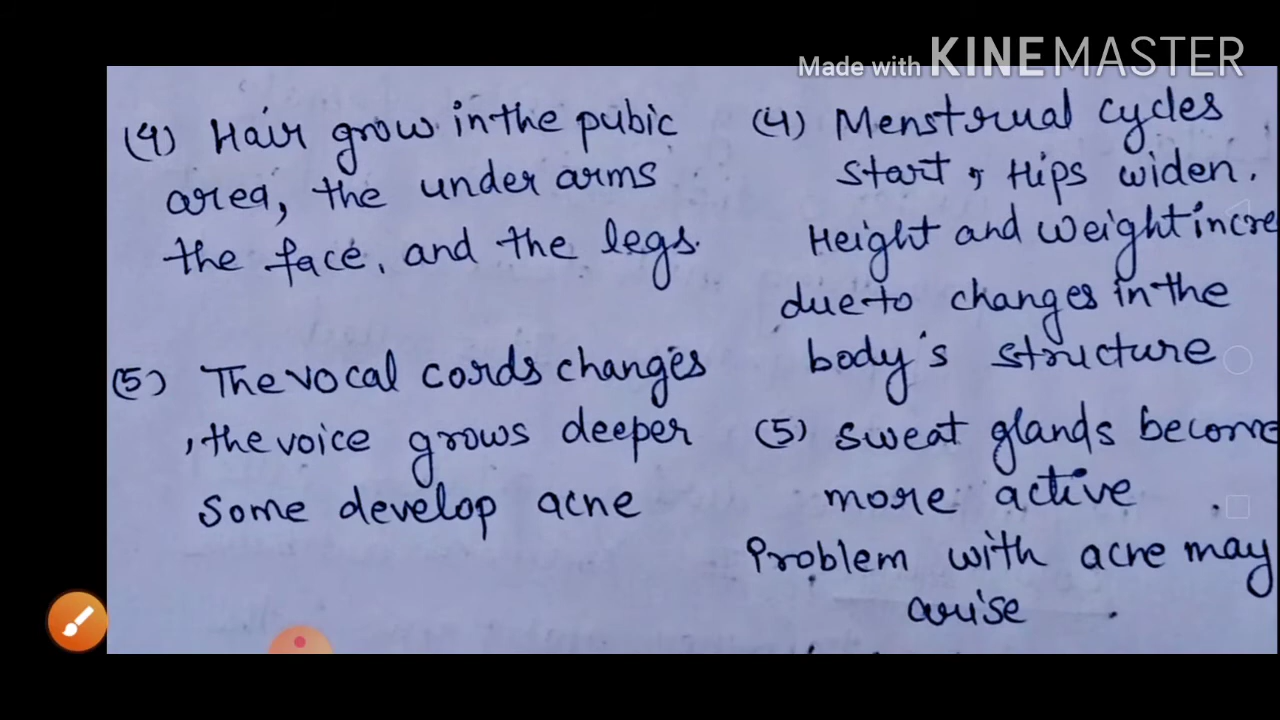 Made with KINEMASTER
(4) Hair grow in the pubic
area, the under arms
the face, and the legs.
(5) The vocal cords changes
, the voice grows deeper
some develop acne
(4) Menstrual cycles
start, Hips widen.
Height and weight incre
due to changes in the
body's structure
(5) sweat glands become
more active
Problem with acne may
arise